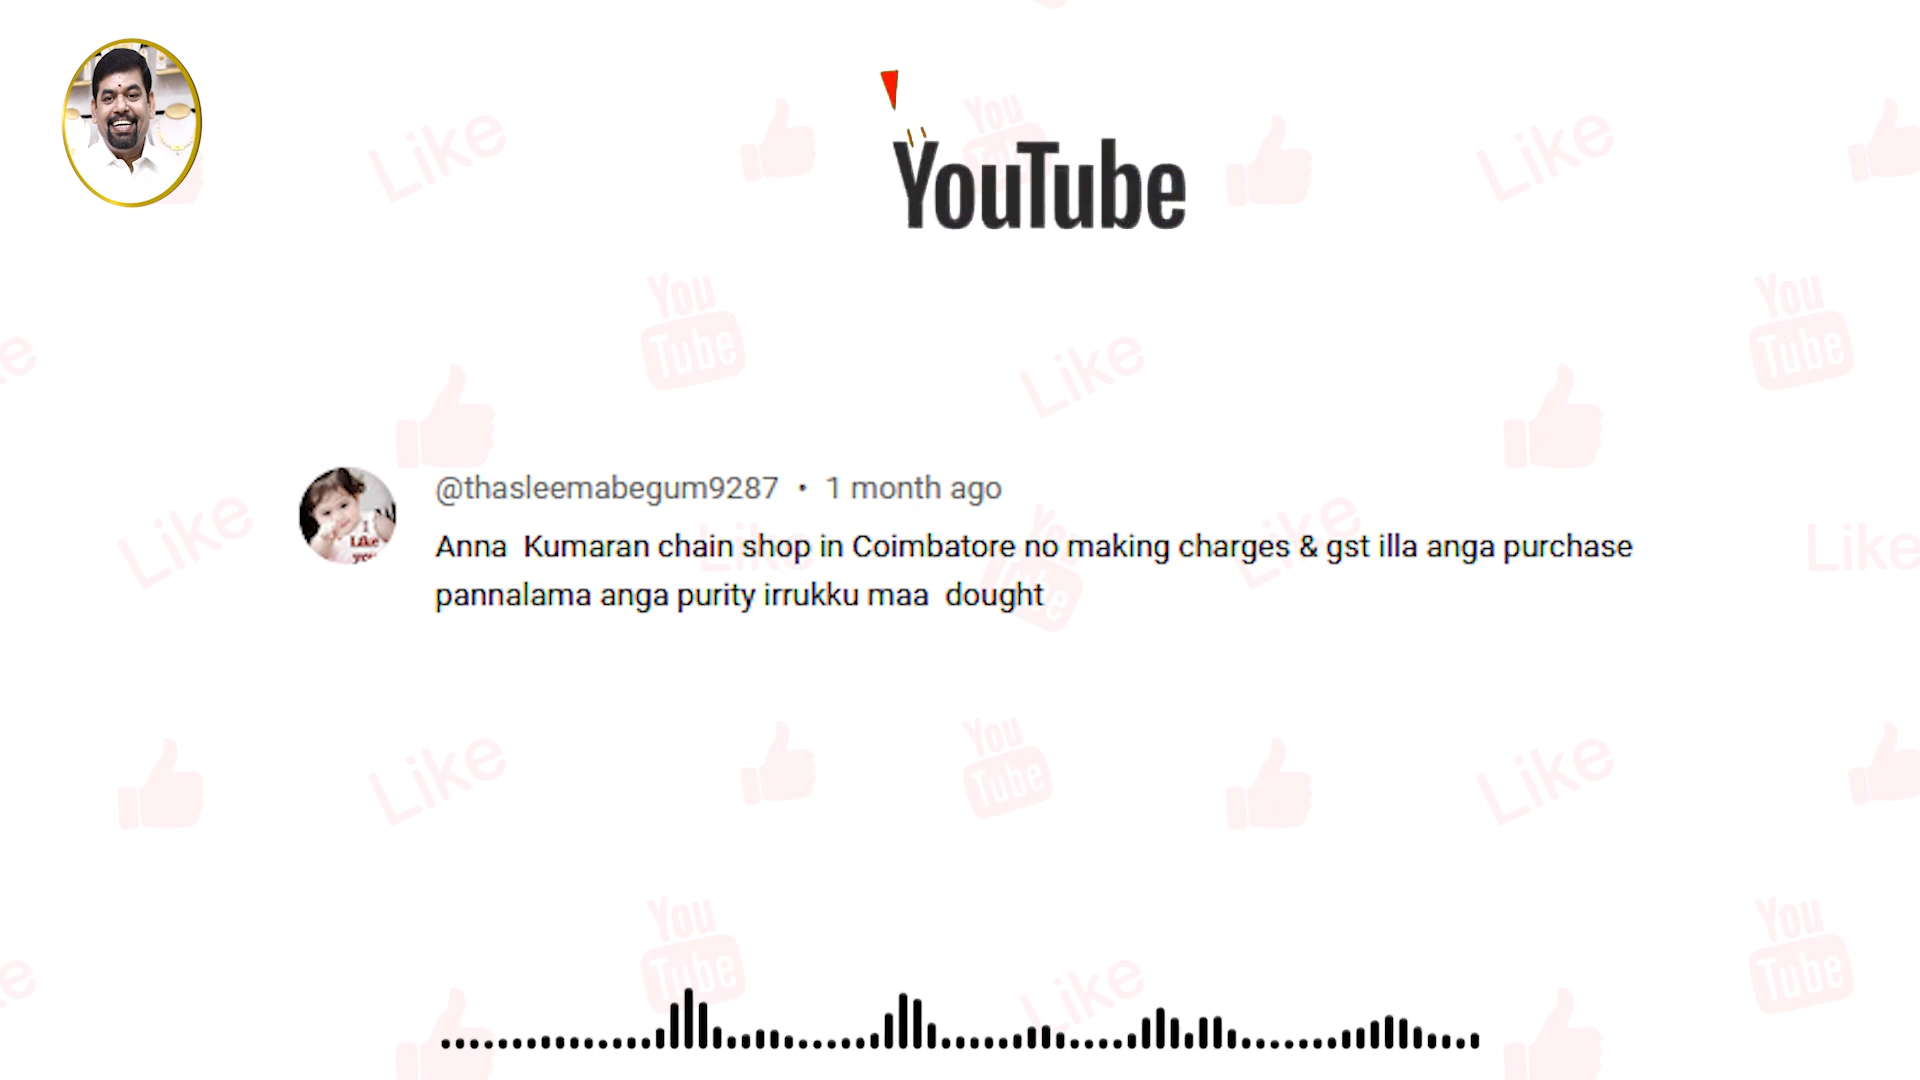 YouTube
@thasleemabegum9287 • 1 month ago
Anna Kumaran chain shop in Coimbatore no making charges & gst illa anga purchase
pannalama anga purity irrukku maa dought